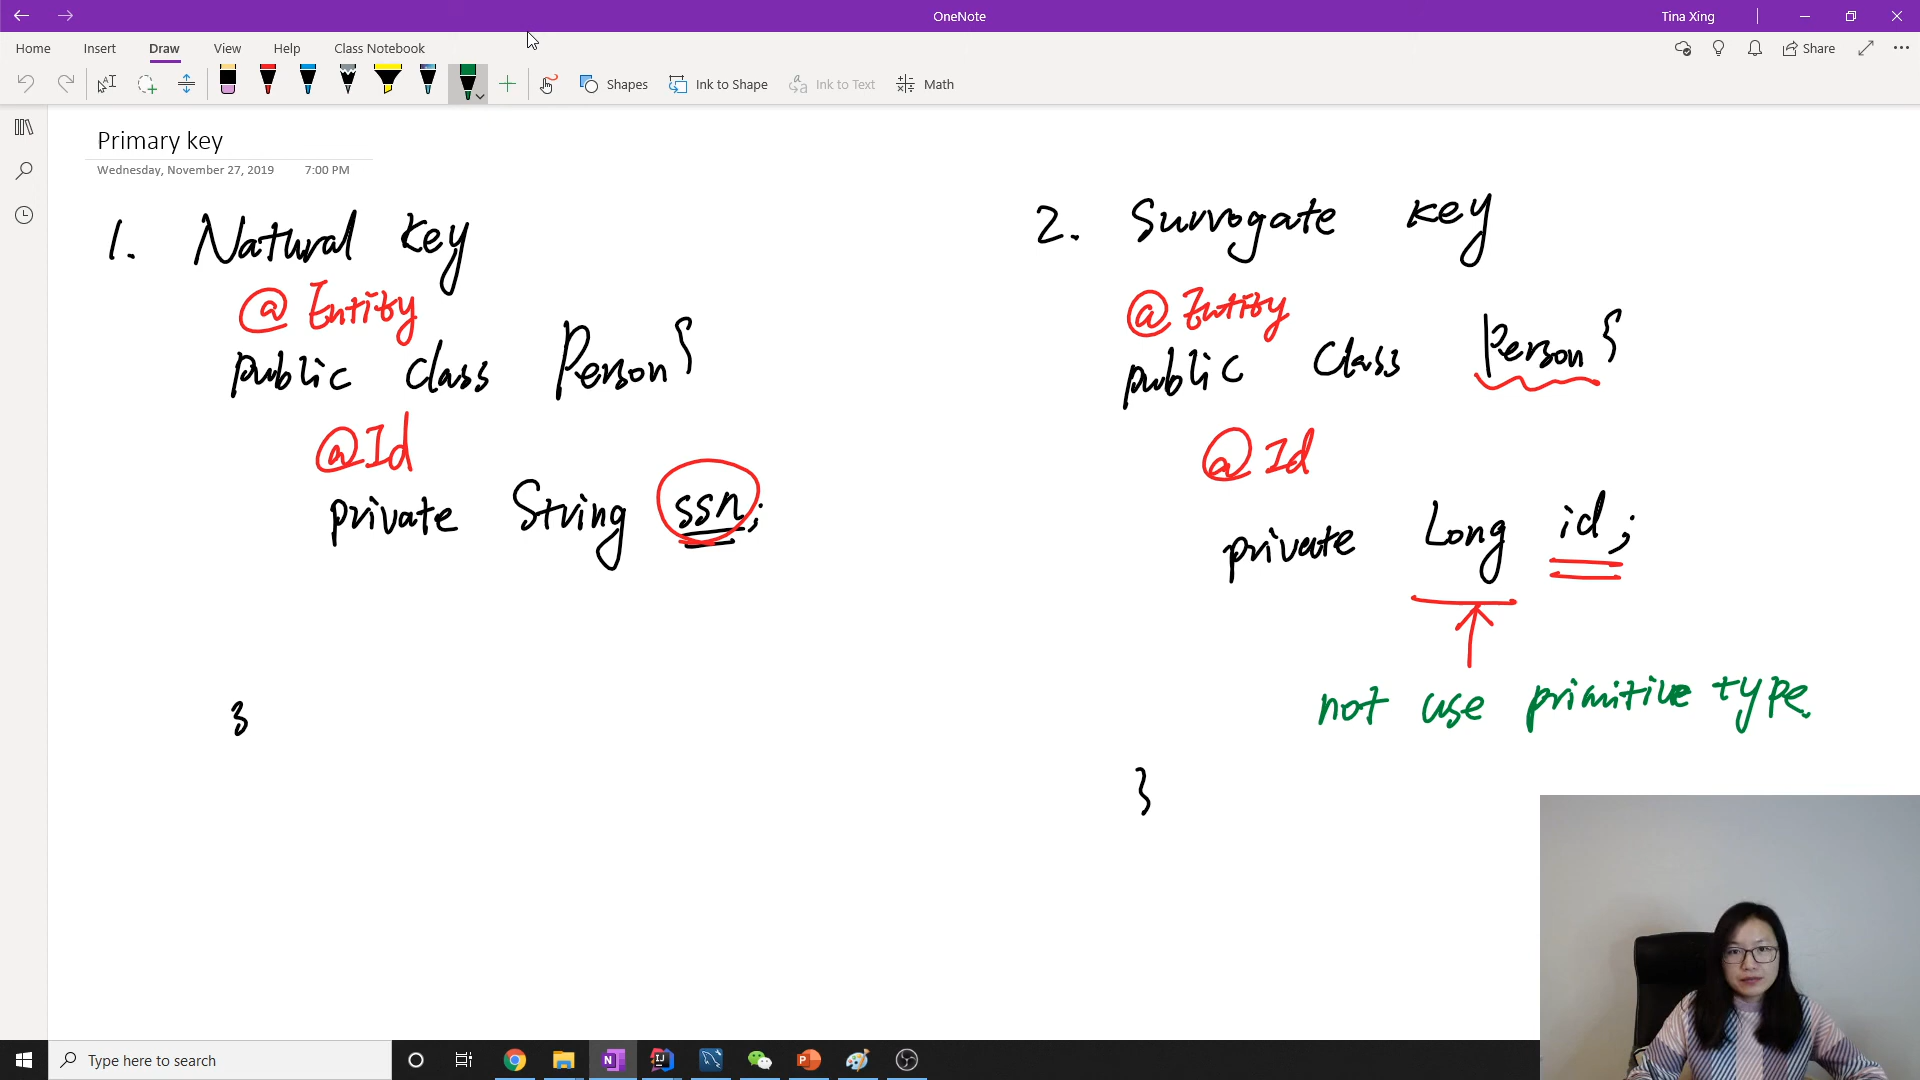 OneNote
Tina Xing
Home Insert Draw View Help Class Notebook
Share
Shapes Ink to Shape Ink to Text Math
Primary key
Wednesday, November 27, 2019 7:00 PM
1. Natural key
@Entity
public class Person{
@Id
private String ssn;
}
2. Surrogate key
@Entity
public class Person{
@Id
private Long id;
not use primitive type.
}
Type here to search